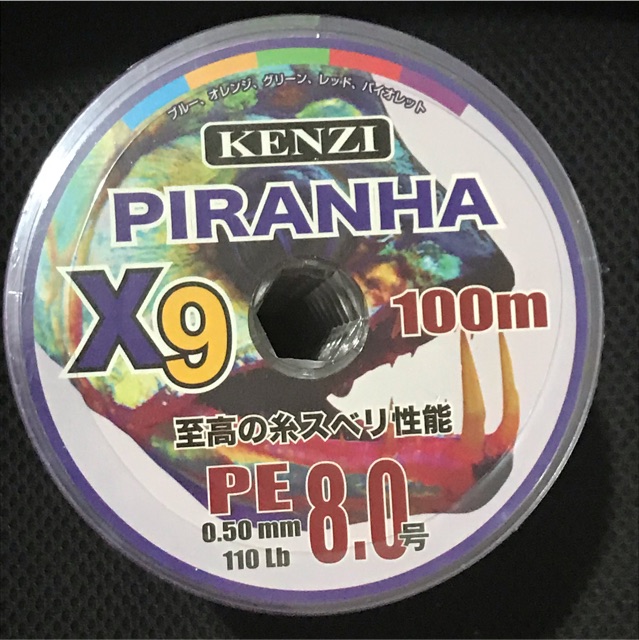 ブルー、オレンジ、グリーン、レッド、バイオレット
KENZI
PIRANHA
X9
100m
至高の糸スベリ性能
PE 8.0号
0.50 mm
110 Lb